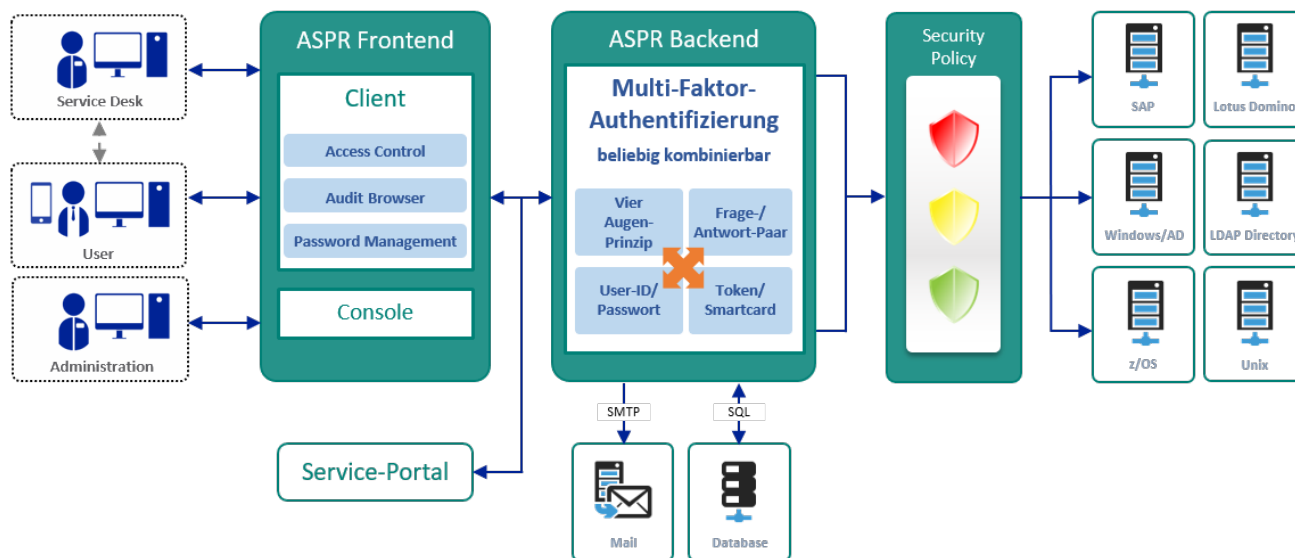 ASPR Frontend
ASPR Backend
Security
Policy
Service Desk
User
Administration
Client
Access Control
Audit Browser
Password Management
Console
Multi-Faktor-
Authentifizierung
beliebig kombinierbar
Vier
Augen-
Prinzip
Frage-/
Antwort-Paar
User-ID/
Passwort
Token/
Smartcard
SAP
Lotus Domino
Windows/AD
LDAP Directory
z/OS
Unix
SMTP
SQL
Service-Portal
Mail
Database